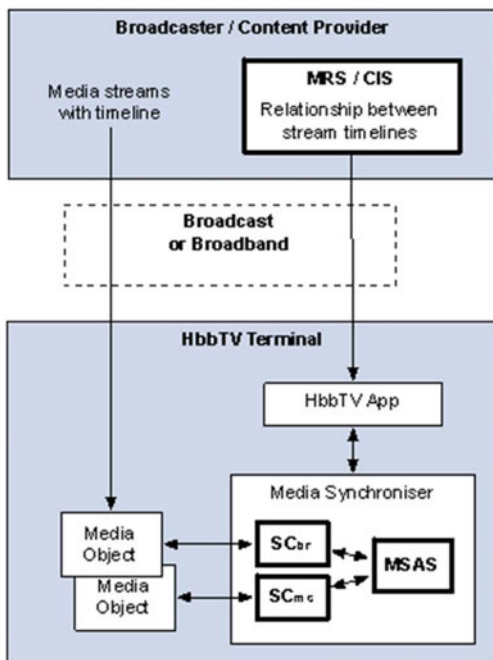 Broadcaster / Content Provider
Media streams
with timeline
MRS / CIS
Relationship between
stream timelines
Broadcast
or Broadband
HbbTV Terminal
HbbTV App
Media Synchroniser
Media
Object
SCbr
MSAS
Media
Object
SCmc